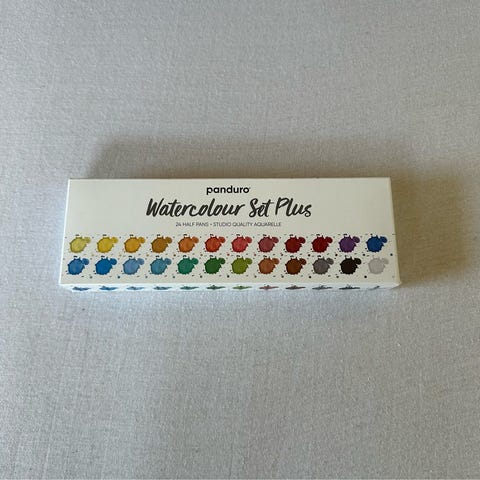 panduro
Watercolour Set Plus
24 HALF PANS • STUDIO QUALITY AQUARELLE